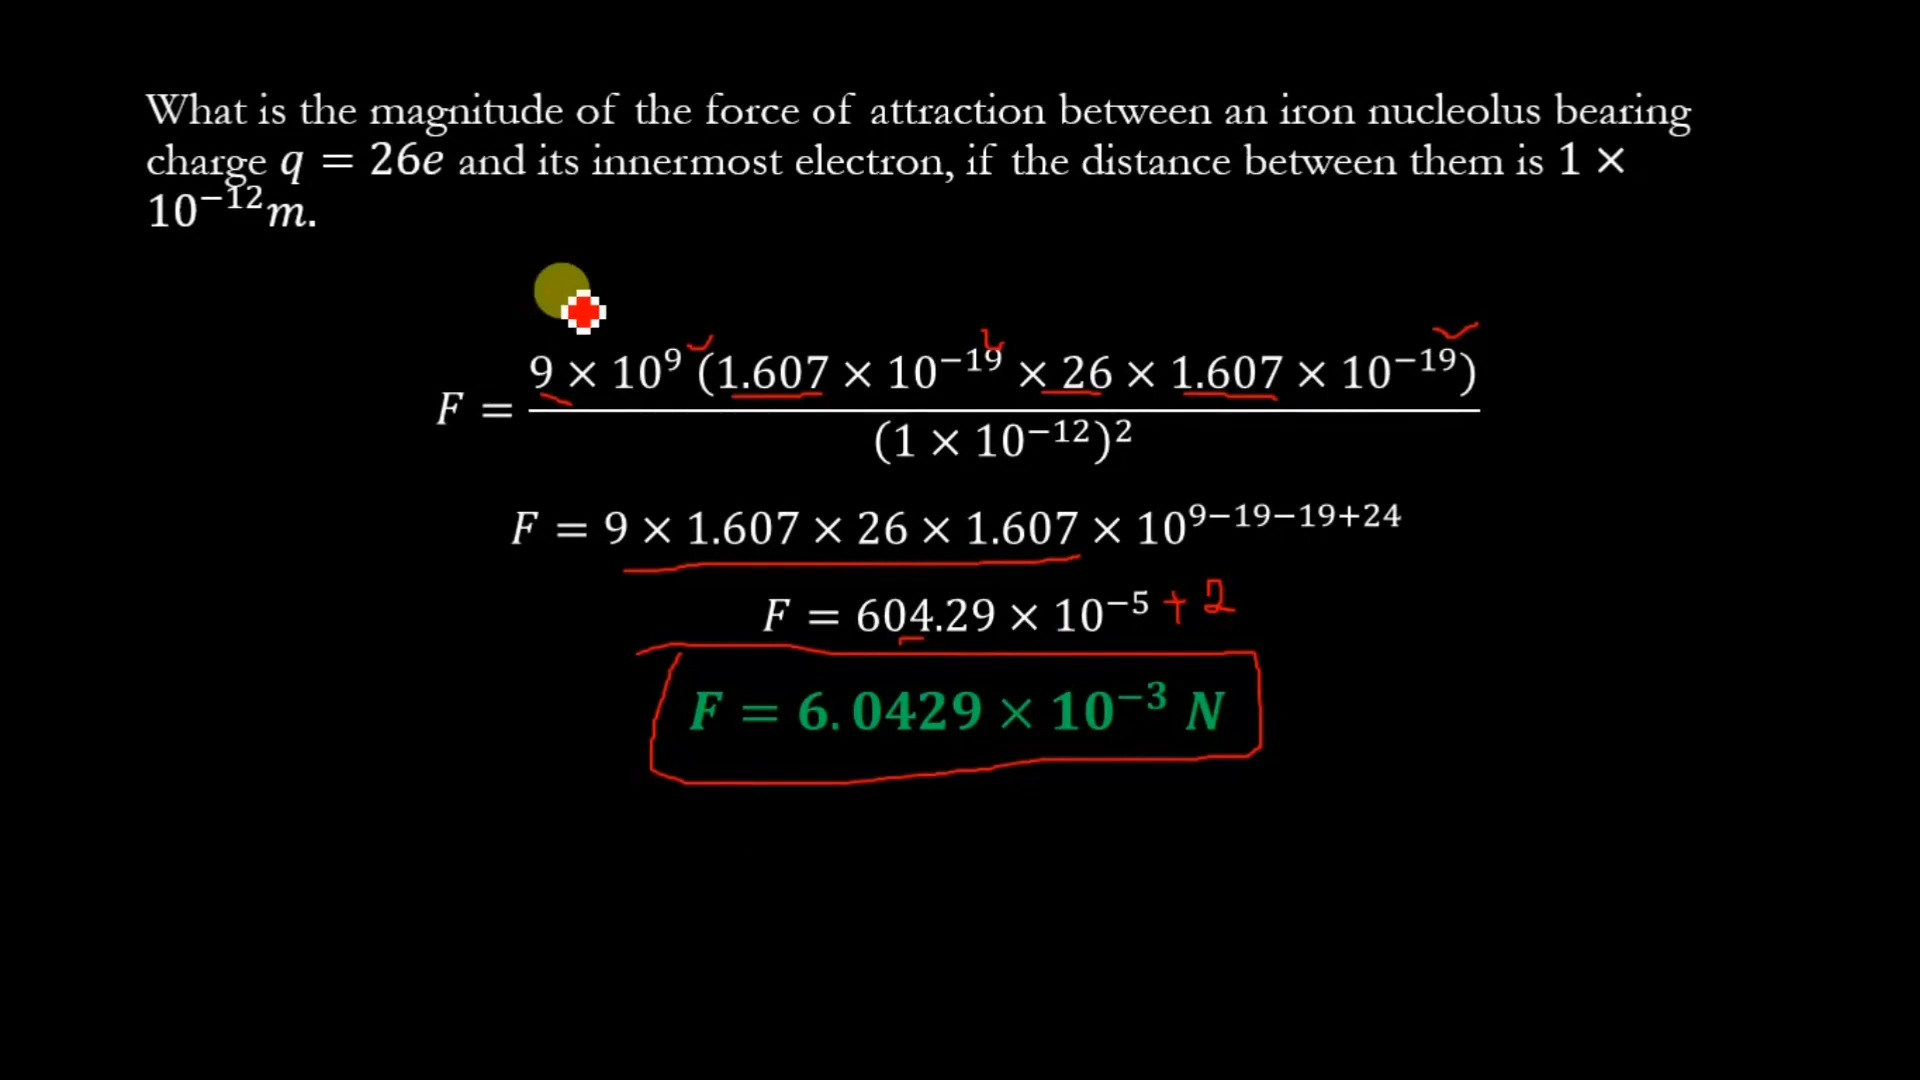 What is the magnitude of the force of attraction between an iron nucleolus bearing
charge q = 26e and its innermost electron, if the distance between them is 1 ×
10⁻¹²m.
F = 9 × 10⁹ (1.607 × 10⁻¹⁹ × 26 × 1.607 × 10⁻¹⁹)
(1 × 10⁻¹²)²
F = 9 × 1.607 × 26 × 1.607 × 10⁹⁻¹⁹⁻¹⁹⁺²⁴
F = 604.29 × 10⁻⁵ + 2
F = 6.0429 × 10⁻³ N